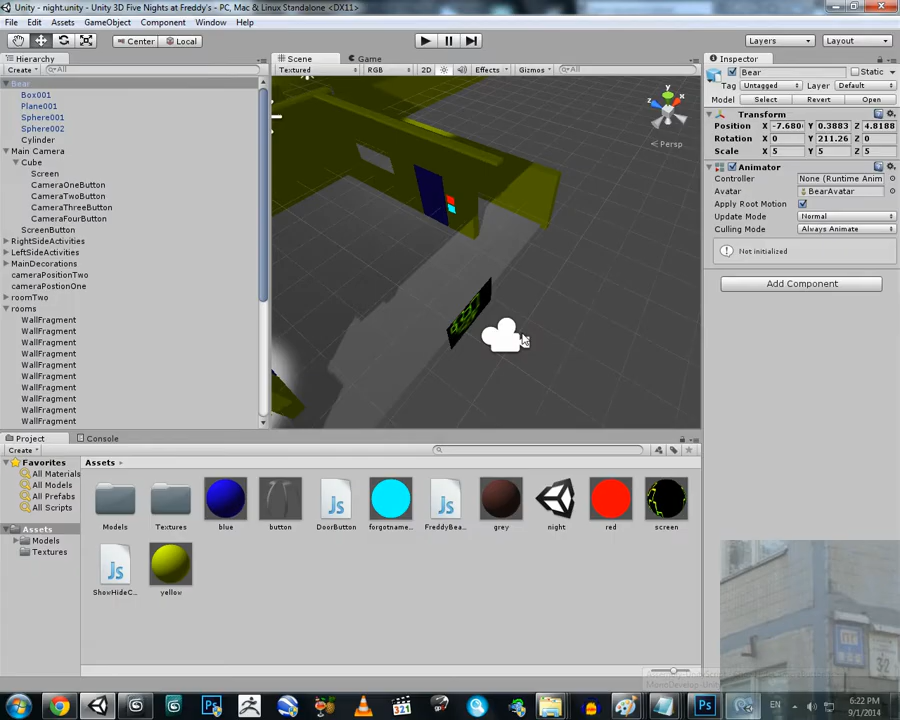 Unity - night.unity - Unity 3D Five Nights at Freddy's - PC, Mac & Linux Standalone <DX11>
File Edit Assets GameObject Component Window Help
Center Local Layers Layout
Hierarchy
Create All
Bear
Box001
Plane001
Sphere001
Sphere002
Cylinder
Main Camera
Cube
Screen
CameraOneButton
CameraTwoButton
CameraThreeButton
CameraFourButton
ScreenButton
RightSideActivities
LeftSideActivities
MainDecorations
cameraPositionTwo
cameraPostionOne
roomTwo
rooms
WallFragment
WallFragment
WallFragment
WallFragment
WallFragment
WallFragment
WallFragment
WallFragment
WallFragment
WallFragment
Scene Game
Textured RGB 2D Effects Gizmos All
y
x
z
Persp
Inspector
Bear Static
Tag Untagged Layer Default
Model Select Revert Open
Transform
Position X -7.680 Y 0.3883 Z 4.8188
Rotation X 0 Y 211.26 Z 0
Scale X 5 Y 5 Z 5
Animator
Controller None (Runtime Anim
Avatar BearAvatar
Apply Root Motion
Update Mode Normal
Culling Mode Always Animate
Not initialized
Add Component
Project Console
Create
Favorites
All Materials
All Models
All Prefabs
All Scripts
Assets
Models
Textures
Assets
Models Textures blue button DoorButton forgotname... FreddyBea... grey night red screen
ShowHideC... yellow
32
EN 6:22 PM
9/1/2014